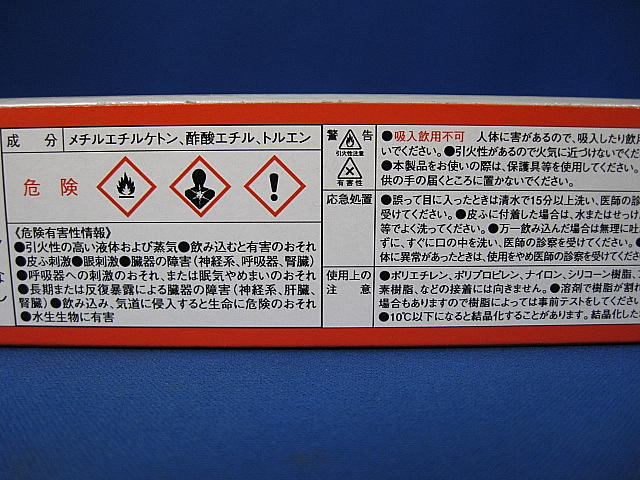 成 分 メチルエチルケトン、酢酸エチル、トルエン
危 険
《危険有害性情報》
●引火性の高い液体および蒸気●飲み込むと有害のおそれ
●皮ふ刺激●眼刺激●臓器の障害(神経系、呼吸器、腎臓)
●呼吸器への刺激のおそれ、または眠気やめまいのおそれ
●長期または反復暴露による臓器の障害(神経系、肝臓、
腎臓)●飲み込み、気道に侵入すると生命に危険のおそれ
●水生生物に有害
警 告
引火性注意
有害性
●吸入飲用不可 人体に害があるので、吸入したり飲用
いでください。●引火性があるので火気に近づけないでくだ
●本製品をお使いの際は、保護具等を使用してください。
供の手の届くところに置かないでください。
応急処置
●誤って目に入ったときは清水で15分以上洗い、医師の診
受けてください。●皮ふに付着した場合は、水またはせっけ
等でよく洗ってください。●万一飲み込んだ場合は無理に吐
ずに、すぐに口の中を洗い、医師の診察を受けてください。
体に異常があったときは、使用をやめ医師の診察を受けてくださ
使用上の
注 意
●ポリエチレン、ポリプロピレン、ナイロン、シリコーン樹脂、
素樹脂、などの接着には向きません。●溶剤で樹脂が割れ
場合もありますので樹脂によっては事前テストをしてください
●10℃以下になると結晶化することがあります。結晶化した
なし